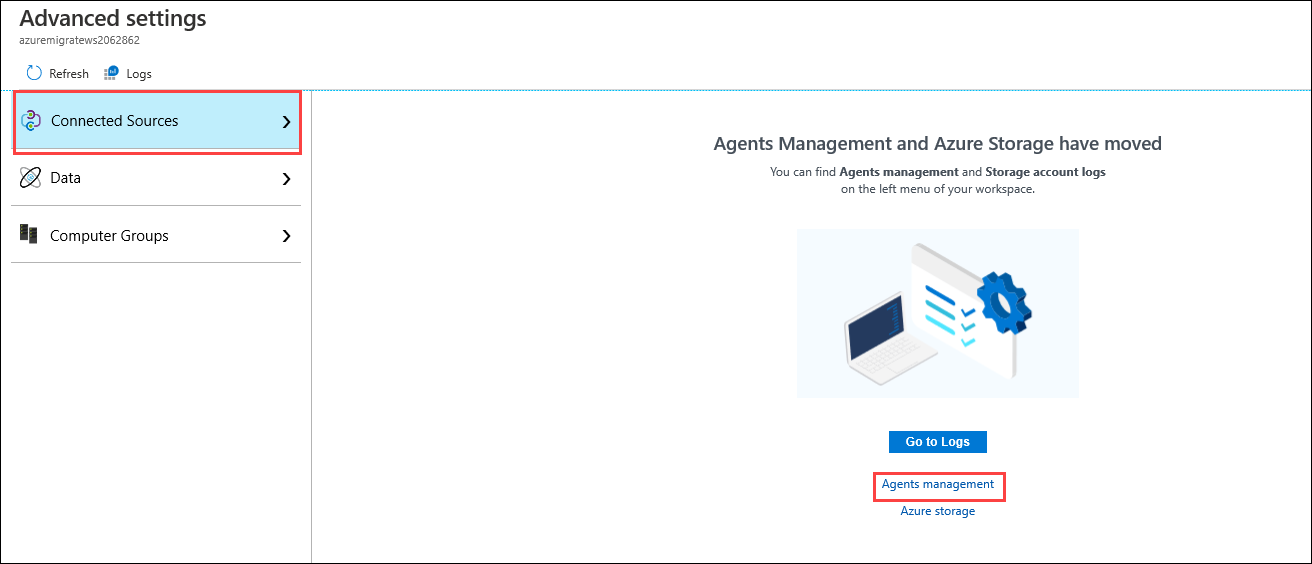 Advanced settings
azuremigratews2062862
Refresh Logs
Connected Sources
Data
Computer Groups
Agents Management and Azure Storage have moved
You can find Agents management and Storage account logs
on the left menu of your workspace.
Go to Logs
Agents management
Azure storage